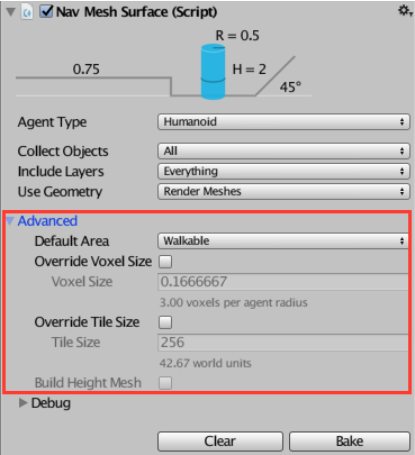 Nav Mesh Surface (Script)
R = 0.5
0.75
H = 2
45°
Agent Type Humanoid
Collect Objects All
Include Layers Everything
Use Geometry Render Meshes
Advanced
Default Area Walkable
Override Voxel Size
Voxel Size 0.1666667
3.00 voxels per agent radius
Override Tile Size
Tile Size 256
42.67 world units
Build Height Mesh
Debug
Clear Bake